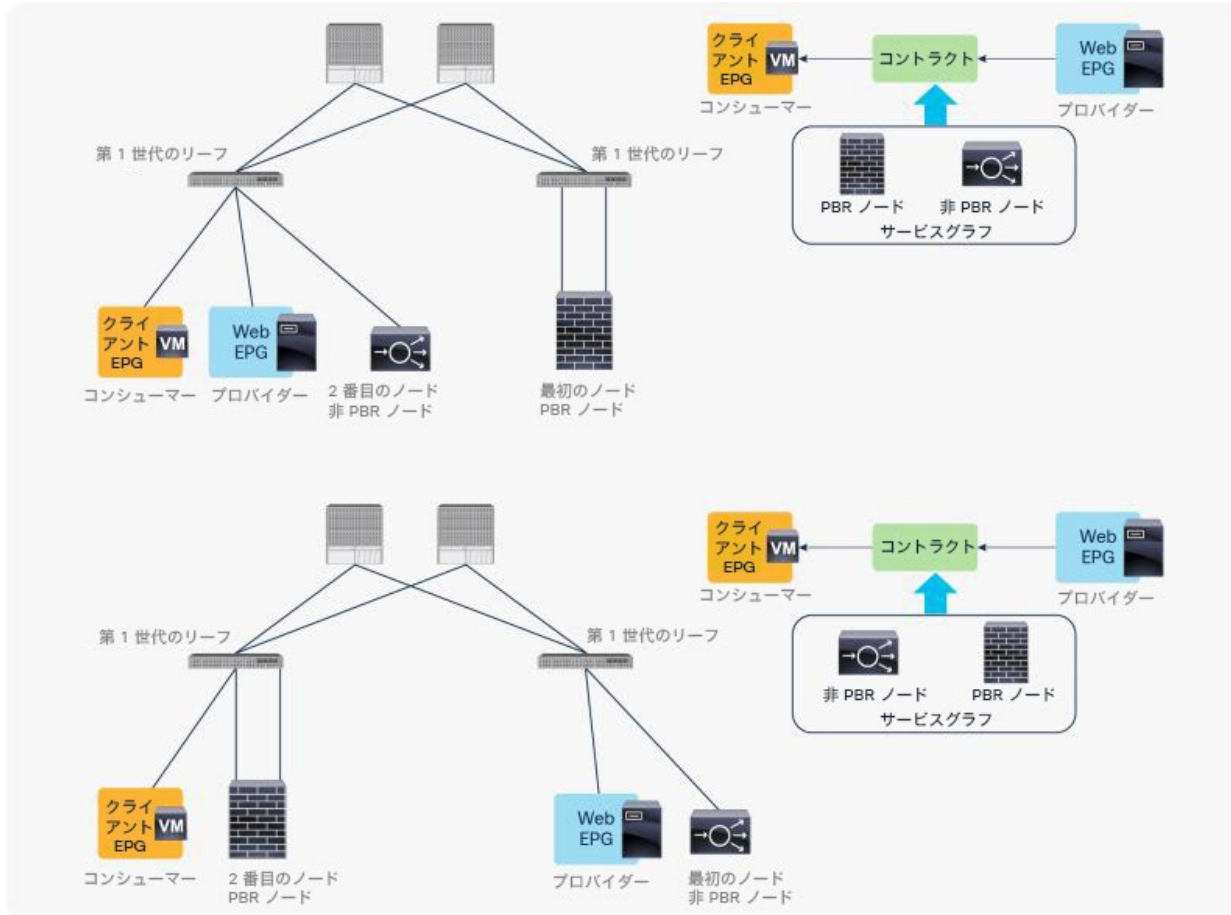 クライ
アント
EPG
VM
コンシューマー
コントラクト
Web
EPG
プロバイダー
PBR ノード
非 PBR ノード
サービスグラフ
第 1 世代のリーフ
第 1 世代のリーフ
クライ
アント
EPG
VM
コンシューマー
Web
EPG
プロバイダー
2 番目のノード
非 PBR ノード
最初のノード
PBR ノード
クライ
アント
EPG
VM
コンシューマー
コントラクト
Web
EPG
プロバイダー
非 PBR ノード
PBR ノード
サービスグラフ
第 1 世代のリーフ
第 1 世代のリーフ
クライ
アント
EPG
VM
コンシューマー
2 番目のノード
PBR ノード
Web
EPG
プロバイダー
最初のノード
非 PBR ノード